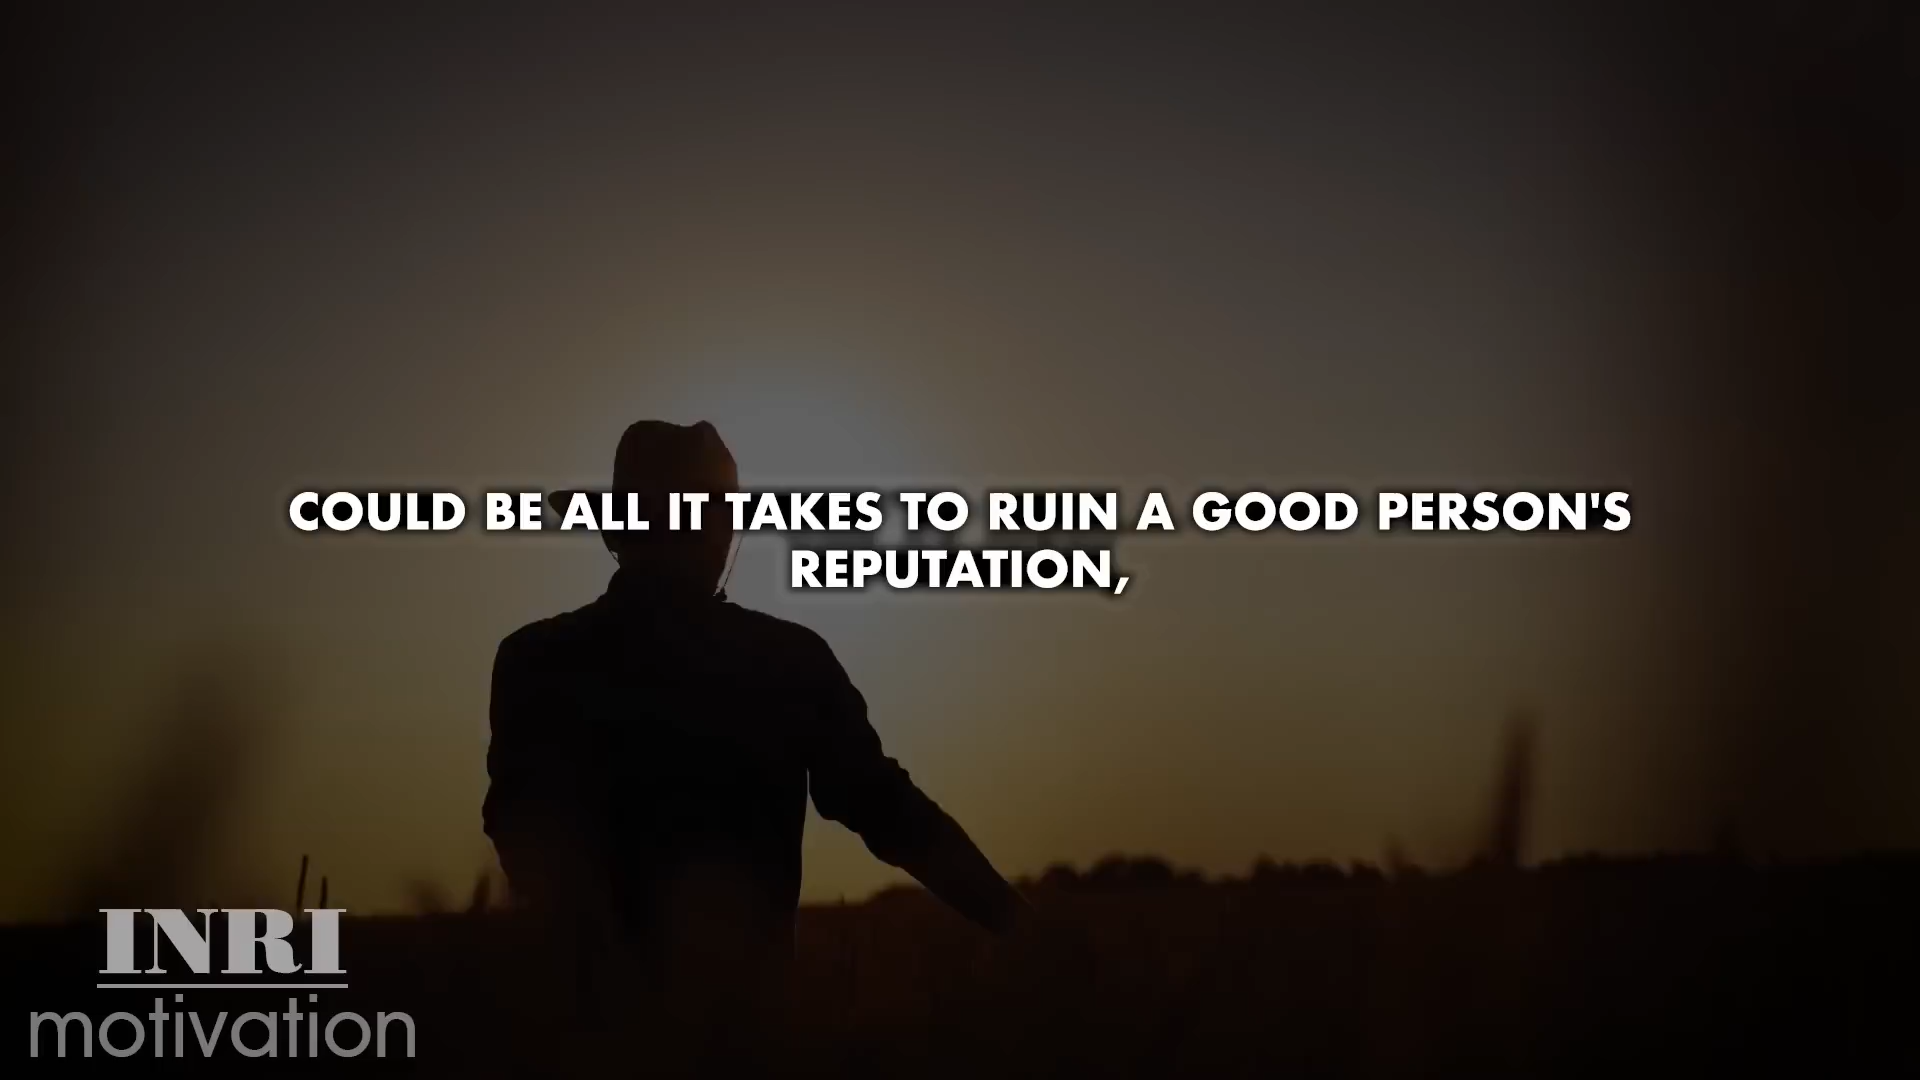 COULD BE ALL IT TAKES TO RUIN A GOOD PERSON'S
REPUTATION,
INRI
motivation